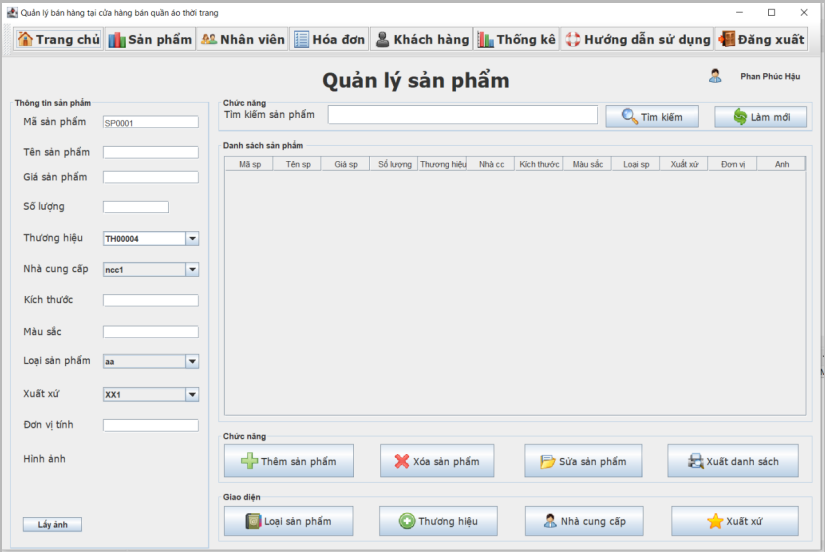 Quản lý bán hàng tại cửa hàng bán quần áo thời trang
Trang chủ Sản phẩm Nhân viên Hóa đơn Khách hàng Thống kê Hướng dẫn sử dụng Đăng xuất
Quản lý sản phẩm
Phan Phúc Hậu
Thông tin sản phẩm
Mã sản phẩm SP0001
Tên sản phẩm
Giá sản phẩm
Số lượng
Thương hiệu TH00004
Nhà cung cấp ncc1
Kích thước
Màu sắc
Loại sản phẩm aa
Xuất xứ XX1
Đơn vị tính
Hình ảnh
Lấy ảnh
Chức năng
Tìm kiếm sản phẩm Tìm kiếm Làm mới
Danh sách sản phẩm
Mã sp Tên sp Giá sp Số lượng Thương hiệu Nhà cc Kích thước Màu sắc Loại sp Xuất xứ Đơn vị Anh
Chức năng
Thêm sản phẩm Xóa sản phẩm Sửa sản phẩm Xuất danh sách
Giao diện
Loại sản phẩm Thương hiệu Nhà cung cấp Xuất xứ